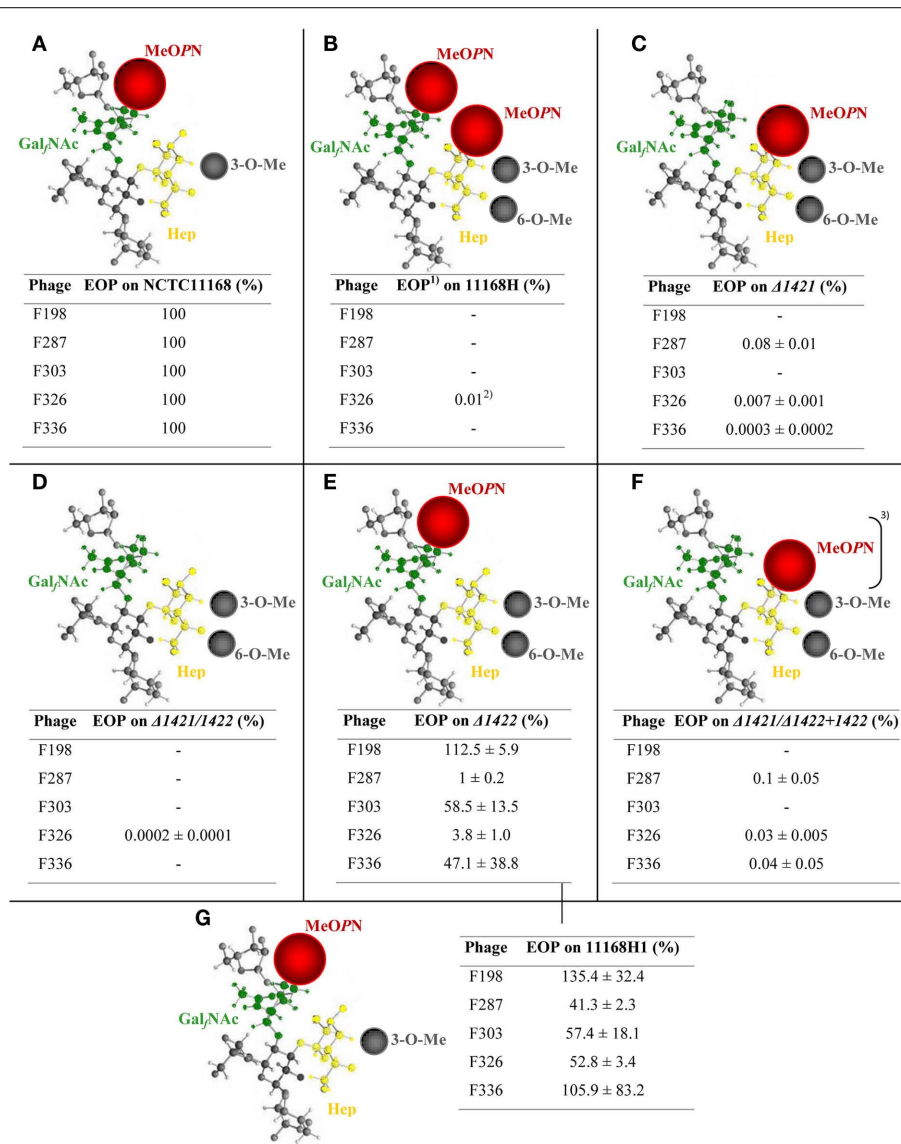 A
MeOPN
GalfNAc
3-O-Me
Hep
Phage EOP on NCTC11168 (%)
F198 100
F287 100
F303 100
F326 100
F336 100
B
MeOPN
MeOPN
GalfNAc
3-O-Me
6-O-Me
Hep
Phage EOP1) on 11168H (%)
F198 -
F287 -
F303 -
F326 0.012)
F336 -
C
MeOPN
GalfNAc
3-O-Me
6-O-Me
Hep
Phage EOP on Δ1421 (%)
F198 -
F287 0.08 ± 0.01
F303 -
F326 0.007 ± 0.001
F336 0.0003 ± 0.0002
D
GalfNAc
3-O-Me
6-O-Me
Hep
Phage EOP on Δ1421/1422 (%)
F198 -
F287 -
F303 -
F326 0.0002 ± 0.0001
F336 -
E
MeOPN
GalfNAc
3-O-Me
6-O-Me
Hep
Phage EOP on Δ1422 (%)
F198 112.5 ± 5.9
F287 1 ± 0.2
F303 58.5 ± 13.5
F326 3.8 ± 1.0
F336 47.1 ± 38.8
F
3)
MeOPN
GalfNAc
3-O-Me
6-O-Me
Hep
Phage EOP on Δ1421/Δ1422+1422 (%)
F198 -
F287 0.1 ± 0.05
F303 -
F326 0.03 ± 0.005
F336 0.04 ± 0.05
G
MeOPN
GalfNAc
3-O-Me
Hep
Phage EOP on 11168H1 (%)
F198 135.4 ± 32.4
F287 41.3 ± 2.3
F303 57.4 ± 18.1
F326 52.8 ± 3.4
F336 105.9 ± 83.2